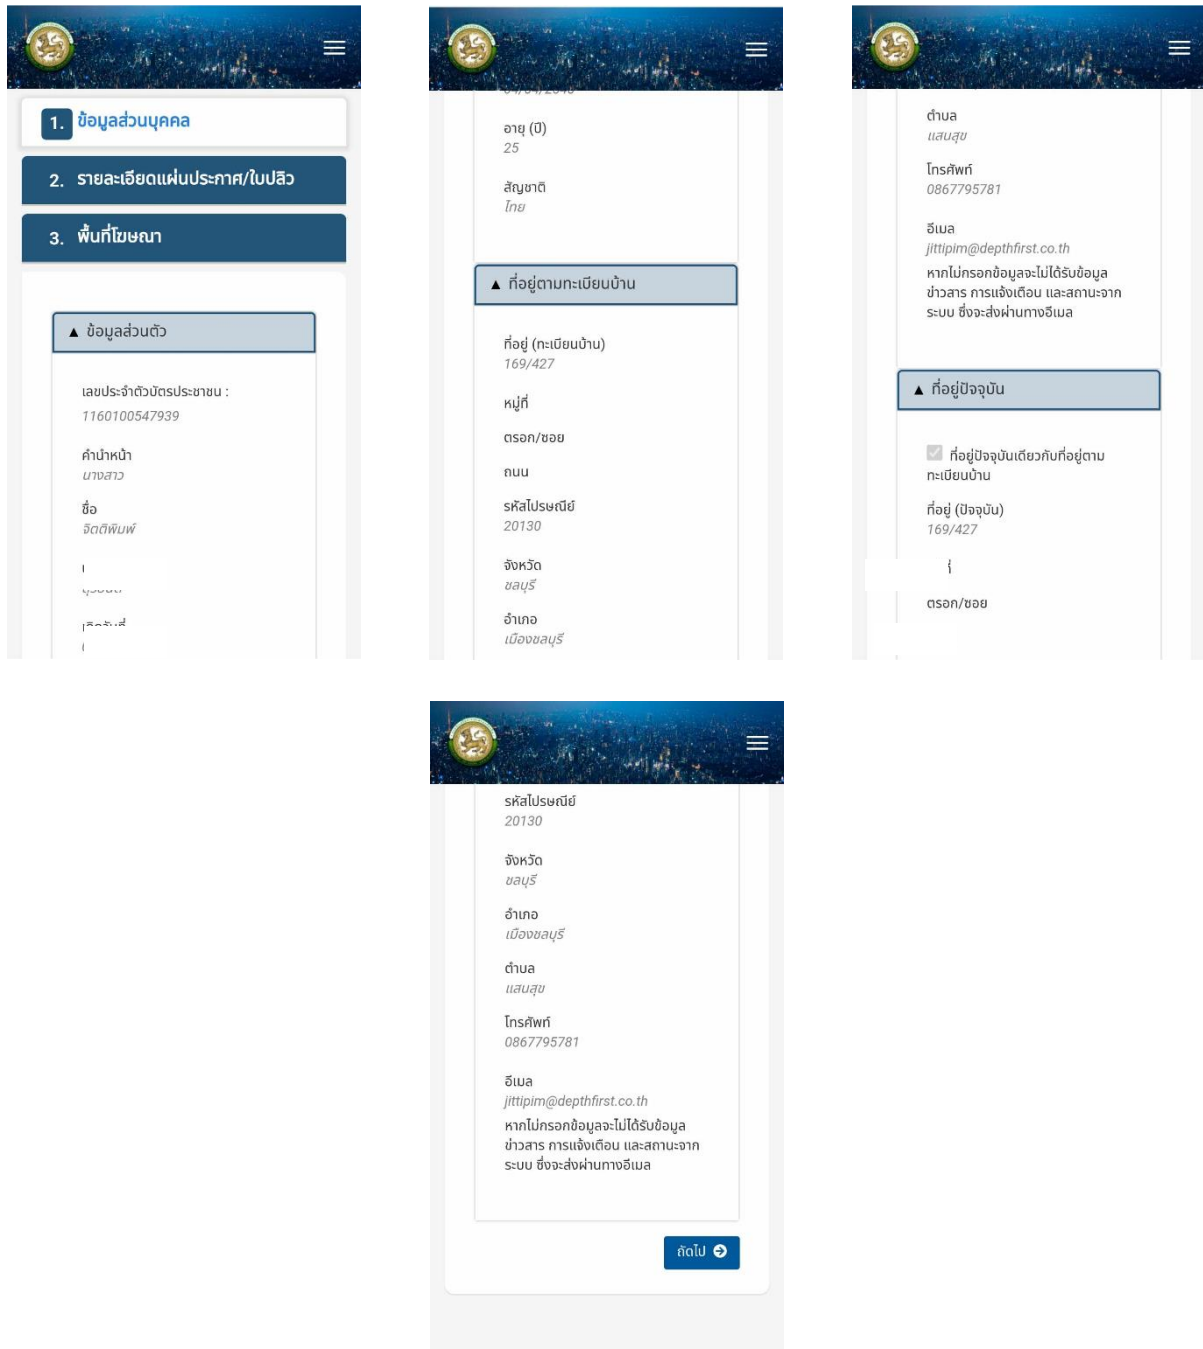 1. ข้อมูลส่วนบุคคล
2. รายละเอียดแผ่นประกาศ/ใบปลิว
3. พื้นที่โฆษณา
▲ ข้อมูลส่วนตัว
เลขประจำตัวบัตรประชาชน :
1160100547939
คำนำหน้า
นางสาว
ชื่อ
จิตติพิมพ์
อายุ (ปี)
25
สัญชาติ
ไทย
▲ ที่อยู่ตามทะเบียนบ้าน
ที่อยู่ (ทะเบียนบ้าน)
169/427
หมู่ที่
ตรอก/ซอย
ถนน
รหัสไปรษณีย์
20130
จังหวัด
ชลบุรี
อำเภอ
เมืองชลบุรี
ตำบล
แสนสุข
โทรศัพท์
0867795781
อีเมล
jittipim@depthfirst.co.th
หากไม่กรอกข้อมูลจะไม่ได้รับข้อมูล
ข่าวสาร การแจ้งเตือน และสถานะจาก
ระบบ ซึ่งจะส่งผ่านทางอีเมล
▲ ที่อยู่ปัจจุบัน
ที่อยู่ปัจจุบันเดียวกับที่อยู่ตาม
ทะเบียนบ้าน
ที่อยู่ (ปัจจุบัน)
169/427
ตรอก/ซอย
รหัสไปรษณีย์
20130
จังหวัด
ชลบุรี
อำเภอ
เมืองชลบุรี
ตำบล
แสนสุข
โทรศัพท์
0867795781
อีเมล
jittipim@depthfirst.co.th
หากไม่กรอกข้อมูลจะไม่ได้รับข้อมูล
ข่าวสาร การแจ้งเตือน และสถานะจาก
ระบบ ซึ่งจะส่งผ่านทางอีเมล
ถัดไป